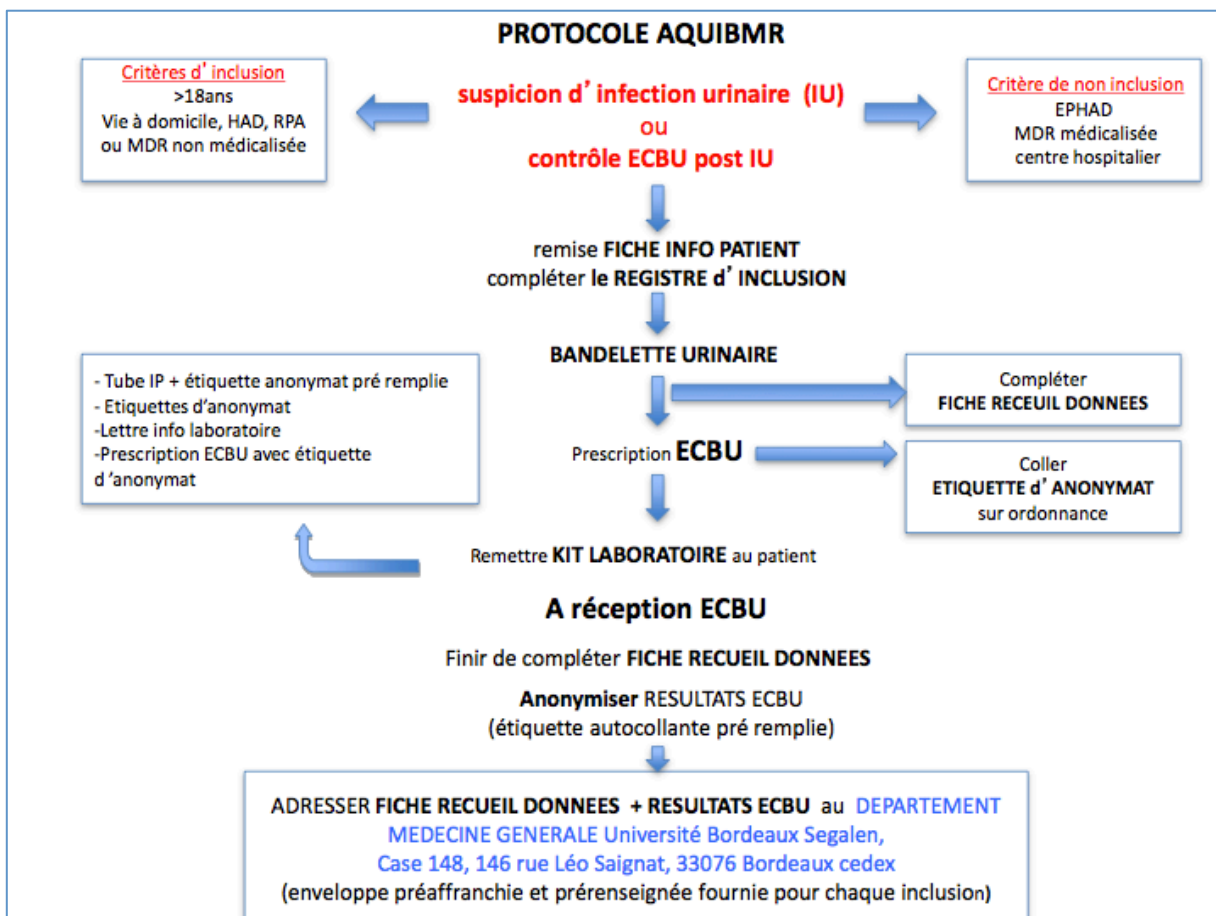 PROTOCOLE AQUIBMR
Critères d’ inclusion
>18ans
Vie à domicile, HAD, RPA
ou MDR non médicalisée
suspicion d’ infection urinaire (IU)
ou
contrôle ECBU post IU
Critère de non inclusion
EPHAD
MDR médicalisée
centre hospitalier
remise FICHE INFO PATIENT
compléter le REGISTRE d’ INCLUSION
BANDELETTE URINAIRE
- Tube IP + étiquette anonymat pré remplie
- Etiquettes d’anonymat
-Lettre info laboratoire
-Prescription ECBU avec étiquette
d ’anonymat
Compléter
FICHE RECEUIL DONNEES
Prescription ECBU
Coller
ETIQUETTE d’ ANONYMAT
sur ordonnance
Remettre KIT LABORATOIRE au patient
A réception ECBU
Finir de compléter FICHE RECUEIL DONNEES
Anonymiser RESULTATS ECBU
(étiquette autocollante pré remplie)
ADRESSER FICHE RECUEIL DONNEES + RESULTATS ECBU au DEPARTEMENT
MEDECINE GENERALE Université Bordeaux Segalen,
Case 148, 146 rue Léo Saignat, 33076 Bordeaux cedex
(enveloppe préaffranchie et prérenseignée fournie pour chaque inclusion)